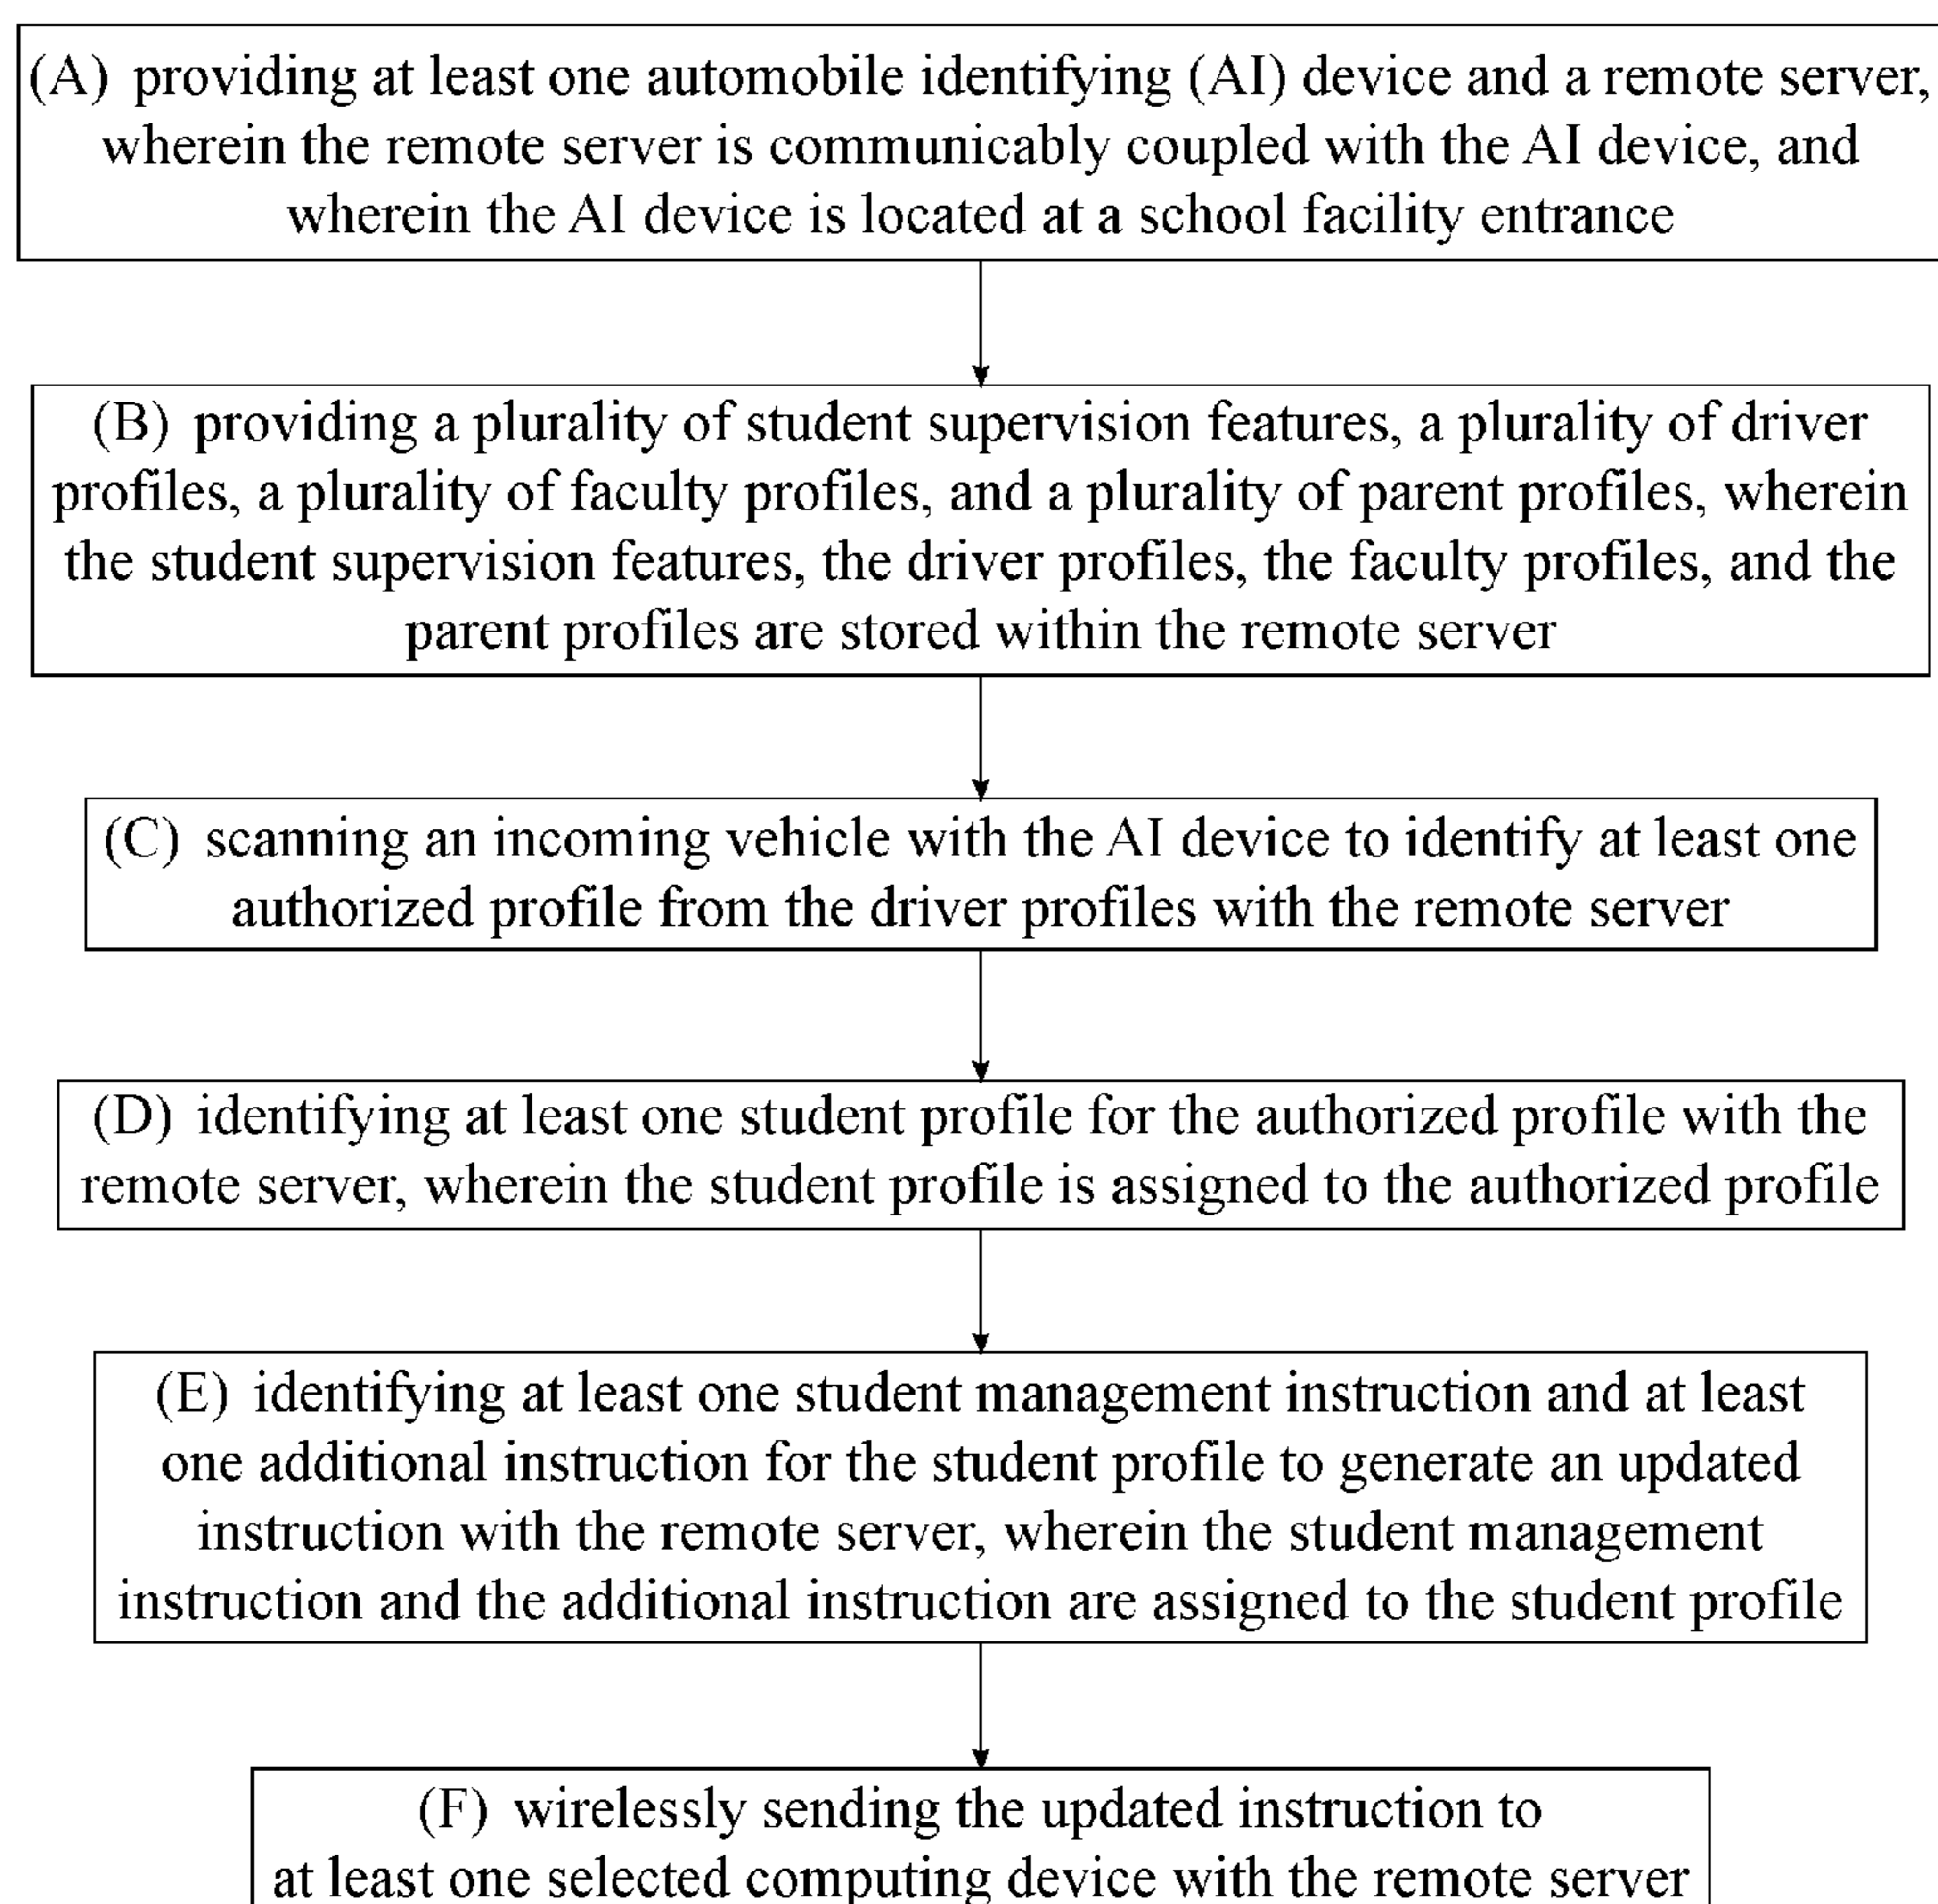 (A) providing at least one automobile identifying (AI) device and a remote server,
wherein the remote server is communicably coupled with the AI device, and
wherein the AI device is located at a school facility entrance
(B) providing a plurality of student supervision features, a plurality of driver
profiles, a plurality of faculty profiles, and a plurality of parent profiles, wherein
the student supervision features, the driver profiles, the faculty profiles, and the
parent profiles are stored within the remote server
(C) scanning an incoming vehicle with the AI device to identify at least one
authorized profile from the driver profiles with the remote server
(D) identifying at least one student profile for the authorized profile with the
remote server, wherein the student profile is assigned to the authorized profile
(E) identifying at least one student management instruction and at least
one additional instruction for the student profile to generate an updated
instruction with the remote server, wherein the student management
instruction and the additional instruction are assigned to the student profile
(F) wirelessly sending the updated instruction to
at least one selected computing device with the remote server